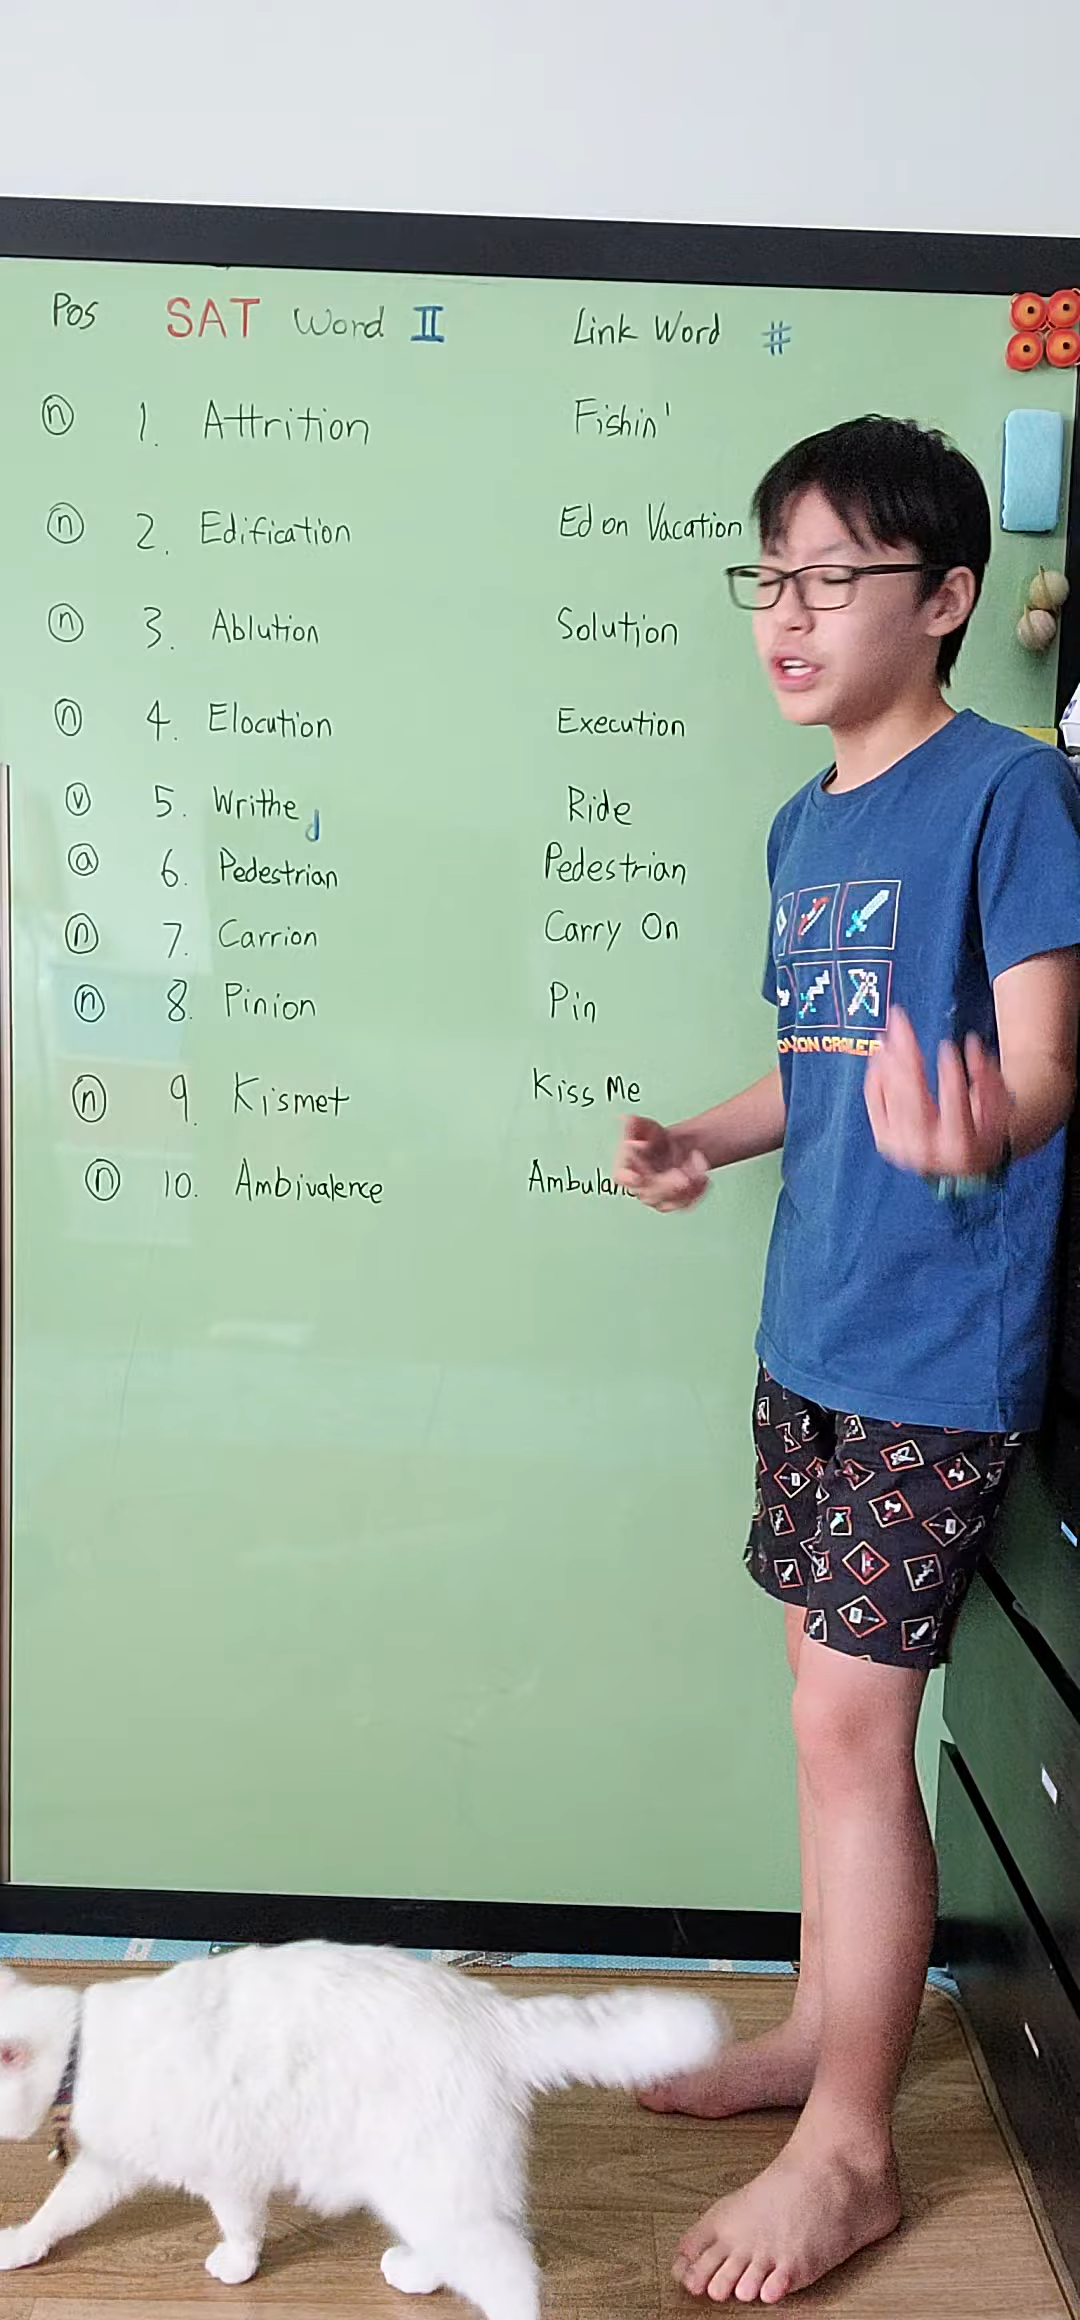 Pos SAT Word II Link Word #
n 1. Attrition Fishin'
n 2. Edification Ed on Vacation
n 3. Ablution Solution
n 4. Elocution Execution
v 5. Writhe d Ride
a 6. Pedestrian Pedestrian
n 7. Carrion Carry On
n 8. Pinion Pin
n 9 Kismet Kiss Me
n 10. Ambivalence